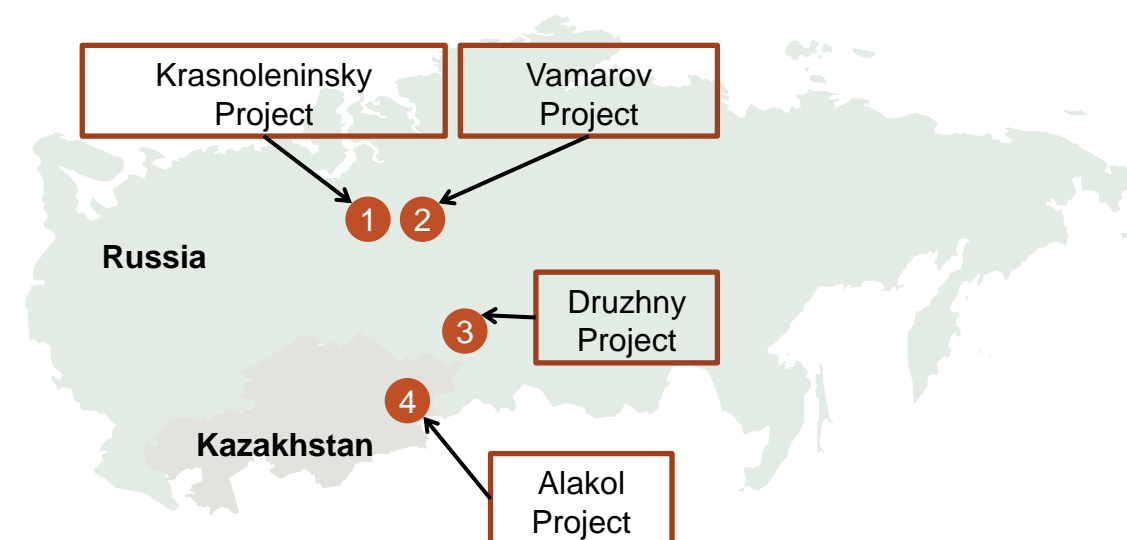 Krasnoleninsky
Project
Vamarov
Project
1
2
Russia
Druzhny
Project
3
4
Kazakhstan
Alakol
Project